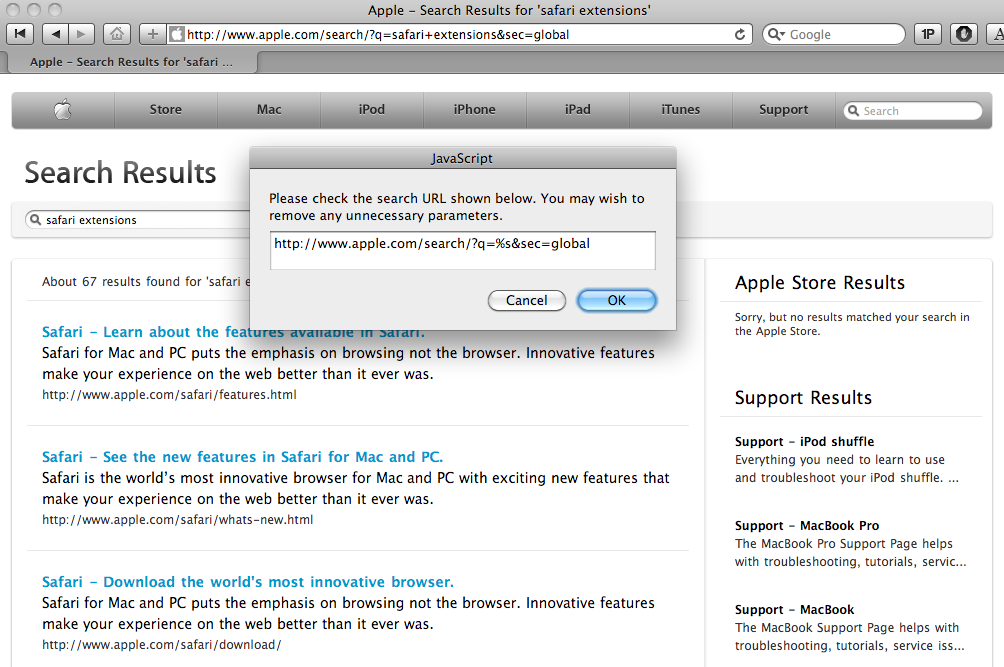 Apple – Search Results for 'safari extensions'
http://www.apple.com/search/?q=safari+extensions&sec=global
Google
1P
A
Apple – Search Results for 'safari ...
Store
Mac
iPod
iPhone
iPad
iTunes
Support
Search
Search Results
safari extensions
JavaScript
Please check the search URL shown below. You may wish to
remove any unnecessary parameters.
http://www.apple.com/search/?q=%s&sec=global
Cancel
OK
About 67 results found for 'safari e
Safari – Learn about the features available in Safari.
Safari for Mac and PC puts the emphasis on browsing not the browser. Innovative features
make your experience on the web better than it ever was.
http://www.apple.com/safari/features.html
Safari – See the new features in Safari for Mac and PC.
Safari is the world's most innovative browser for Mac and PC with exciting new features that
make your experience on the web better than it ever was.
http://www.apple.com/safari/whats-new.html
Safari – Download the world's most innovative browser.
Safari for Mac and PC puts the emphasis on browsing not the browser. Innovative features
make your experience on the web better than it ever was.
http://www.apple.com/safari/download/
Apple Store Results
Sorry, but no results matched your search in
the Apple Store.
Support Results
Support – iPod shuffle
Everything you need to learn to use
and troubleshoot your iPod shuffle. ...
Support – MacBook Pro
The MacBook Pro Support Page helps
with troubleshooting, tutorials, servic...
Support – MacBook
The MacBook Support Page helps with
troubleshooting, tutorials, service iss...